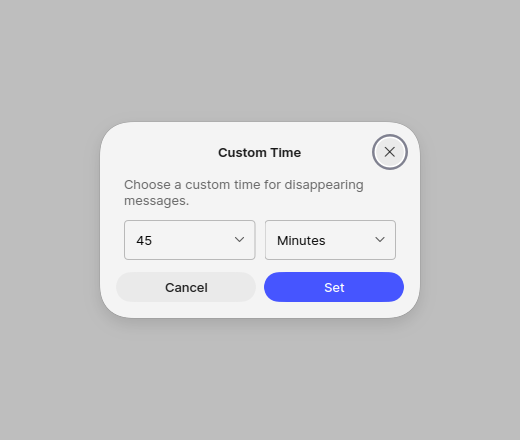 Custom Time
Choose a custom time for disappearing
messages.
45
Minutes
Cancel
Set